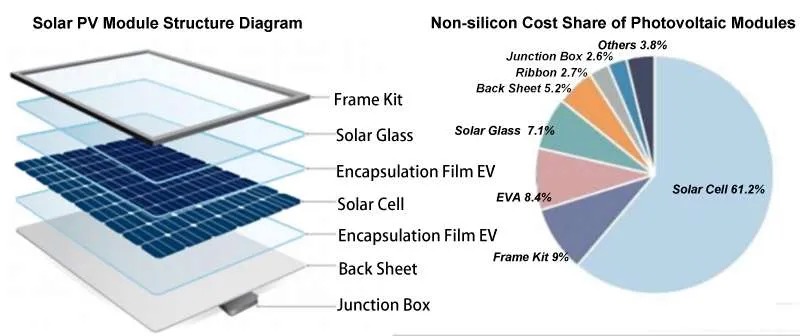 Solar PV Module Structure Diagram
Frame Kit
Solar Glass
Encapsulation Film EV
Solar Cell
Encapsulation Film EV
Back Sheet
Junction Box
Non-silicon Cost Share of Photovoltaic Modules
Others 3.8%
Junction Box 2.6%
Ribbon 2.7%
Back Sheet 5.2%
Solar Glass 7.1%
Solar Cell 61.2%
EVA 8.4%
Frame Kit 9%